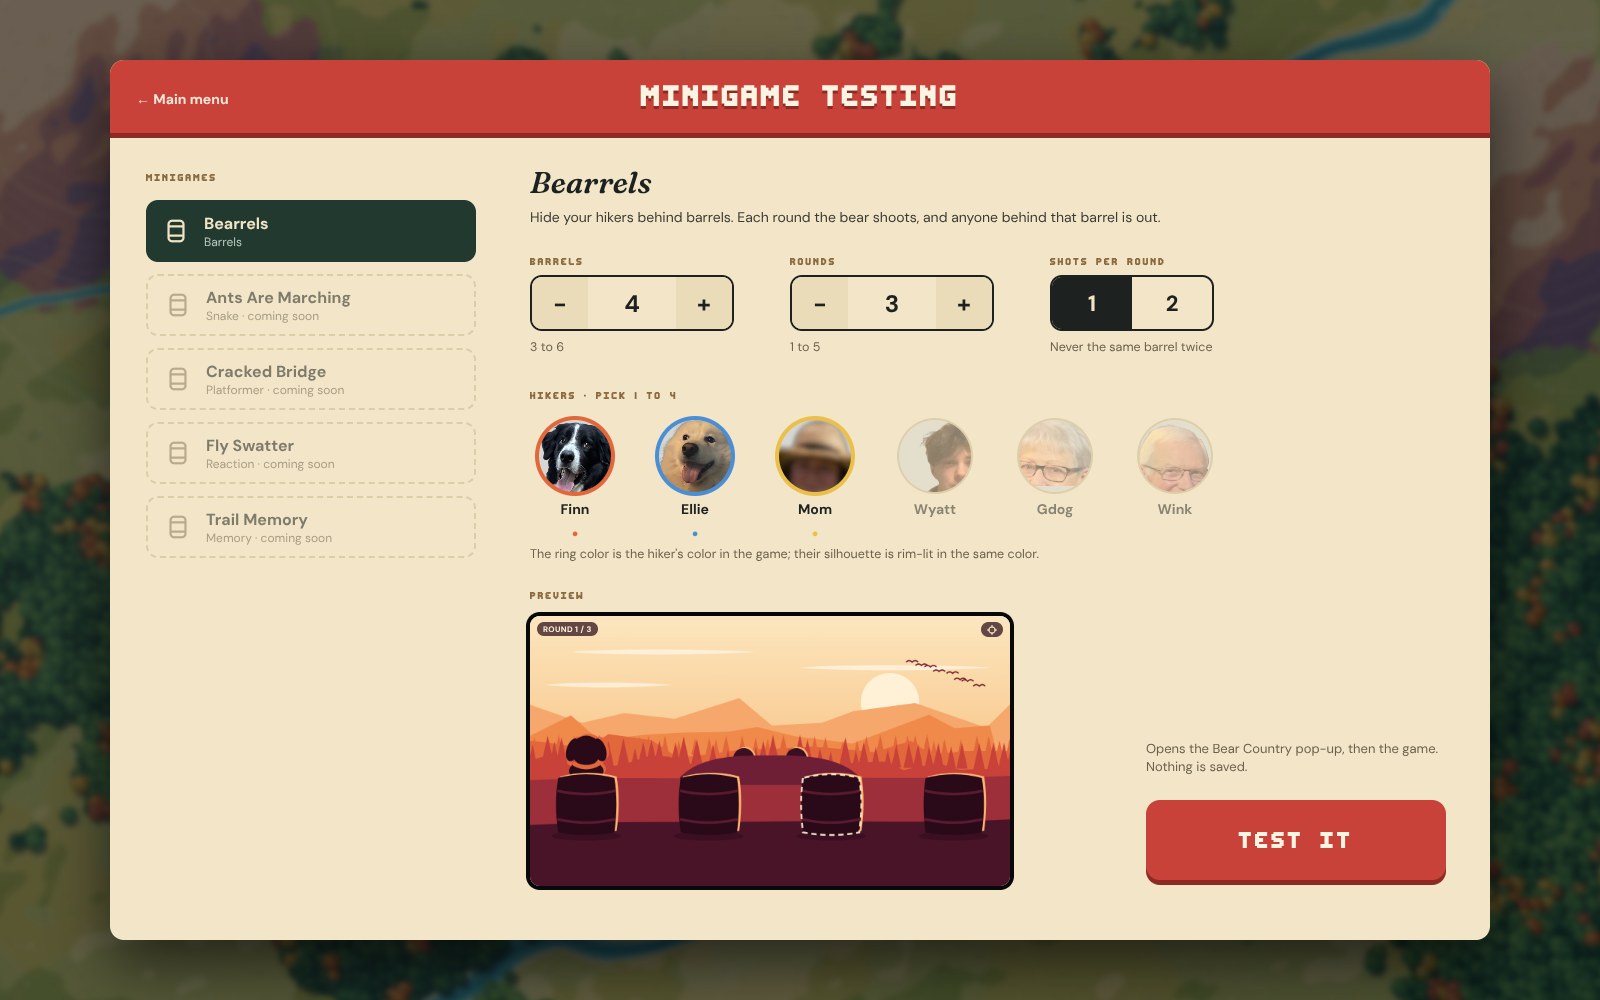 ← Main menu
MINIGAME TESTING
MINIGAMES
Bearrels
Barrels
Ants Are Marching
Snake · coming soon
Cracked Bridge
Platformer · coming soon
Fly Swatter
Reaction · coming soon
Trail Memory
Memory · coming soon
Bearrels
Hide your hikers behind barrels. Each round the bear shoots, and anyone behind that barrel is out.
BARRELS
- 4 +
3 to 6
ROUNDS
- 3 +
1 to 5
SHOTS PER ROUND
1 2
Never the same barrel twice
HIKERS · PICK 1 TO 4
Finn Ellie Mom Wyatt Gdog Wink
The ring color is the hiker's color in the game; their silhouette is rim-lit in the same color.
PREVIEW
ROUND 1 / 3
Opens the Bear Country pop-up, then the game.
Nothing is saved.
TEST IT